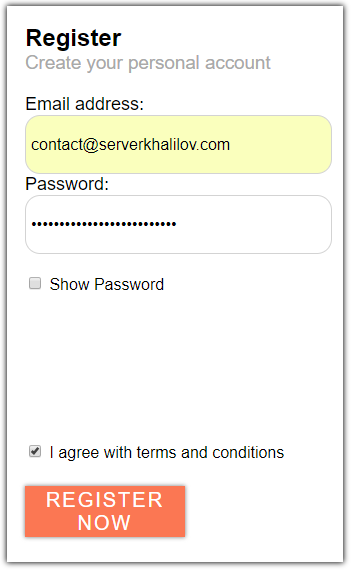 Register
Create your personal account
Email address:
contact@serverkhalilov.com
Password:
••••••••••••••••••••••••••
Show Password
I agree with terms and conditions
REGISTER
NOW